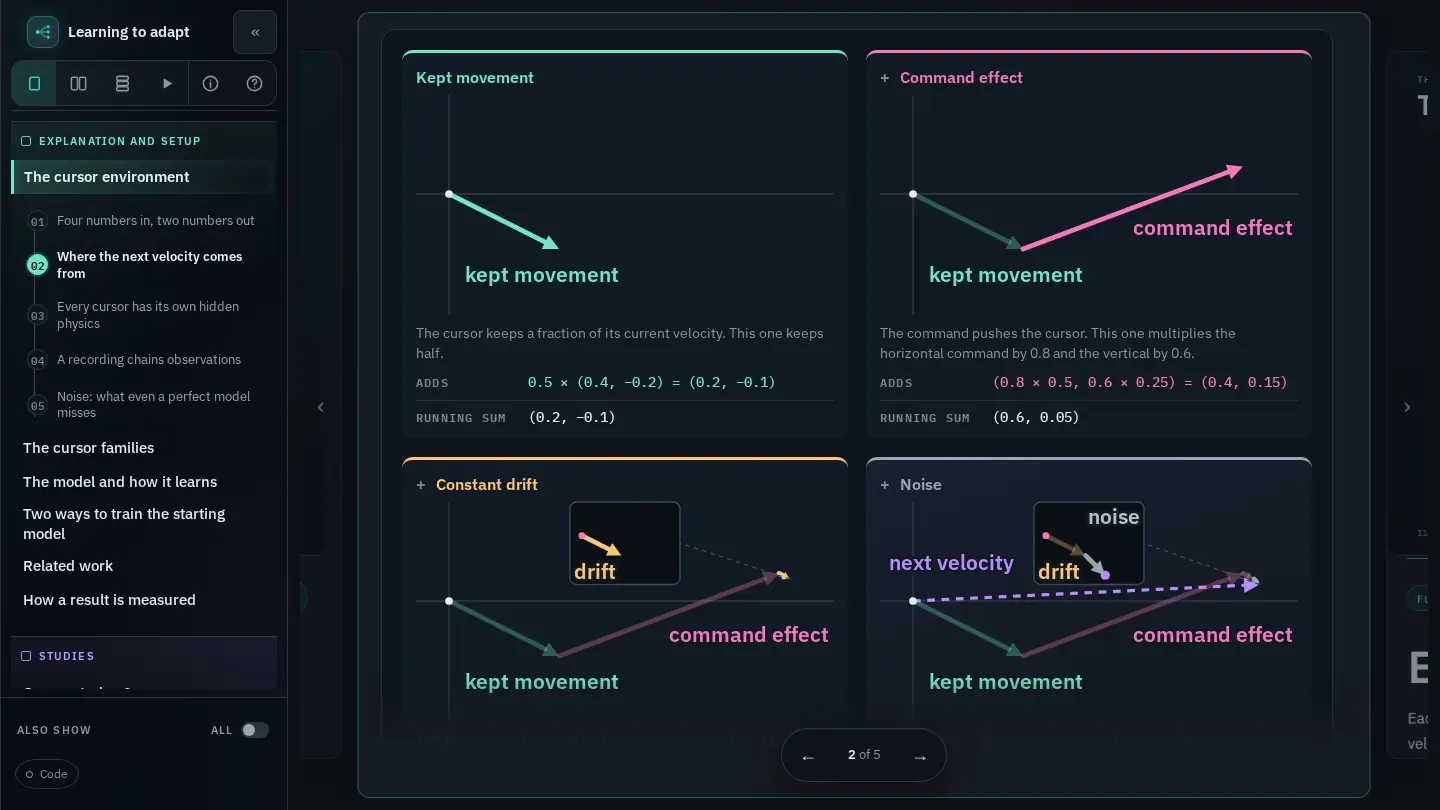 Learning to adapt
«
EXPLANATION AND SETUP
The cursor environment
01 Four numbers in, two numbers out
02 Where the next velocity comes
from
03 Every cursor has its own hidden
physics
04 A recording chains observations
05 Noise: what even a perfect model
misses
The cursor families
The model and how it learns
Two ways to train the starting
model
Related work
How a result is measured
STUDIES
ALSO SHOW
ALL
Code
Kept movement
kept movement
The cursor keeps a fraction of its current velocity. This one keeps
half.
ADDS 0.5 × (0.4, −0.2) = (0.2, −0.1)
RUNNING SUM (0.2, −0.1)
+ Command effect
command effect
kept movement
The command pushes the cursor. This one multiplies the
horizontal command by 0.8 and the vertical by 0.6.
ADDS (0.8 × 0.5, 0.6 × 0.25) = (0.4, 0.15)
RUNNING SUM (0.6, 0.05)
+ Constant drift
drift
command effect
kept movement
+ Noise
noise
next velocity
drift
command effect
kept movement
← 2 of 5 →
‹
›